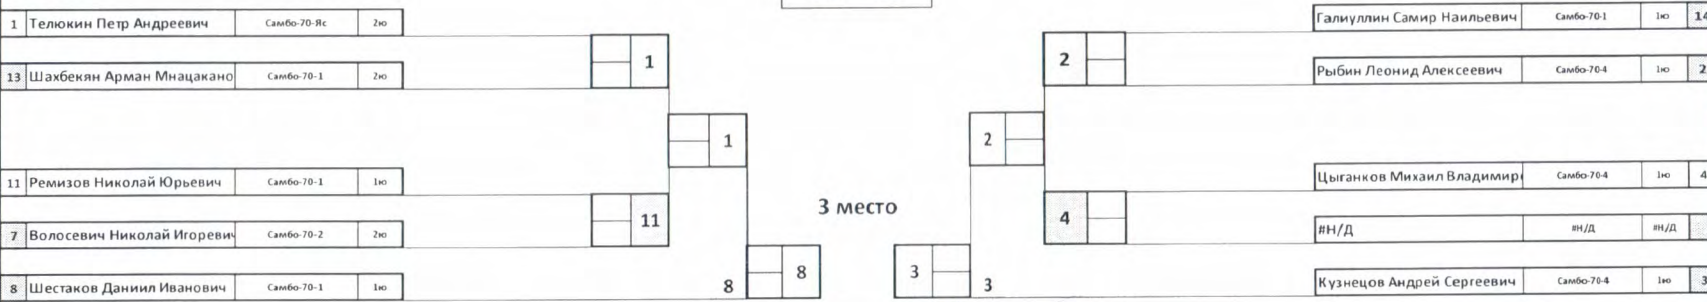 1 Телюкин Петр Андреевич Самбо-70-Яс 2ю
Галиуллин Самир Наильевич Самбо-70-1 1ю 14
1
2
13 Шахбекян Арман Мнацакано Самбо-70-1 2ю
Рыбин Леонид Алексеевич Самбо-70-4 1ю 2
1
2
11 Ремизов Николай Юрьевич Самбо-70-1 1ю
Цыганков Михаил Владимир Самбо-70-4 1ю 4
3 место
11
4
7 Волосевич Николай Игоревич Самбо-70-2 2ю
#Н/Д #Н/Д #Н/Д
8 Шестаков Даниил Иванович Самбо-70-1 1ю
8
8
3
3
Кузнецов Андрей Сергеевич Самбо-70-4 1ю 3